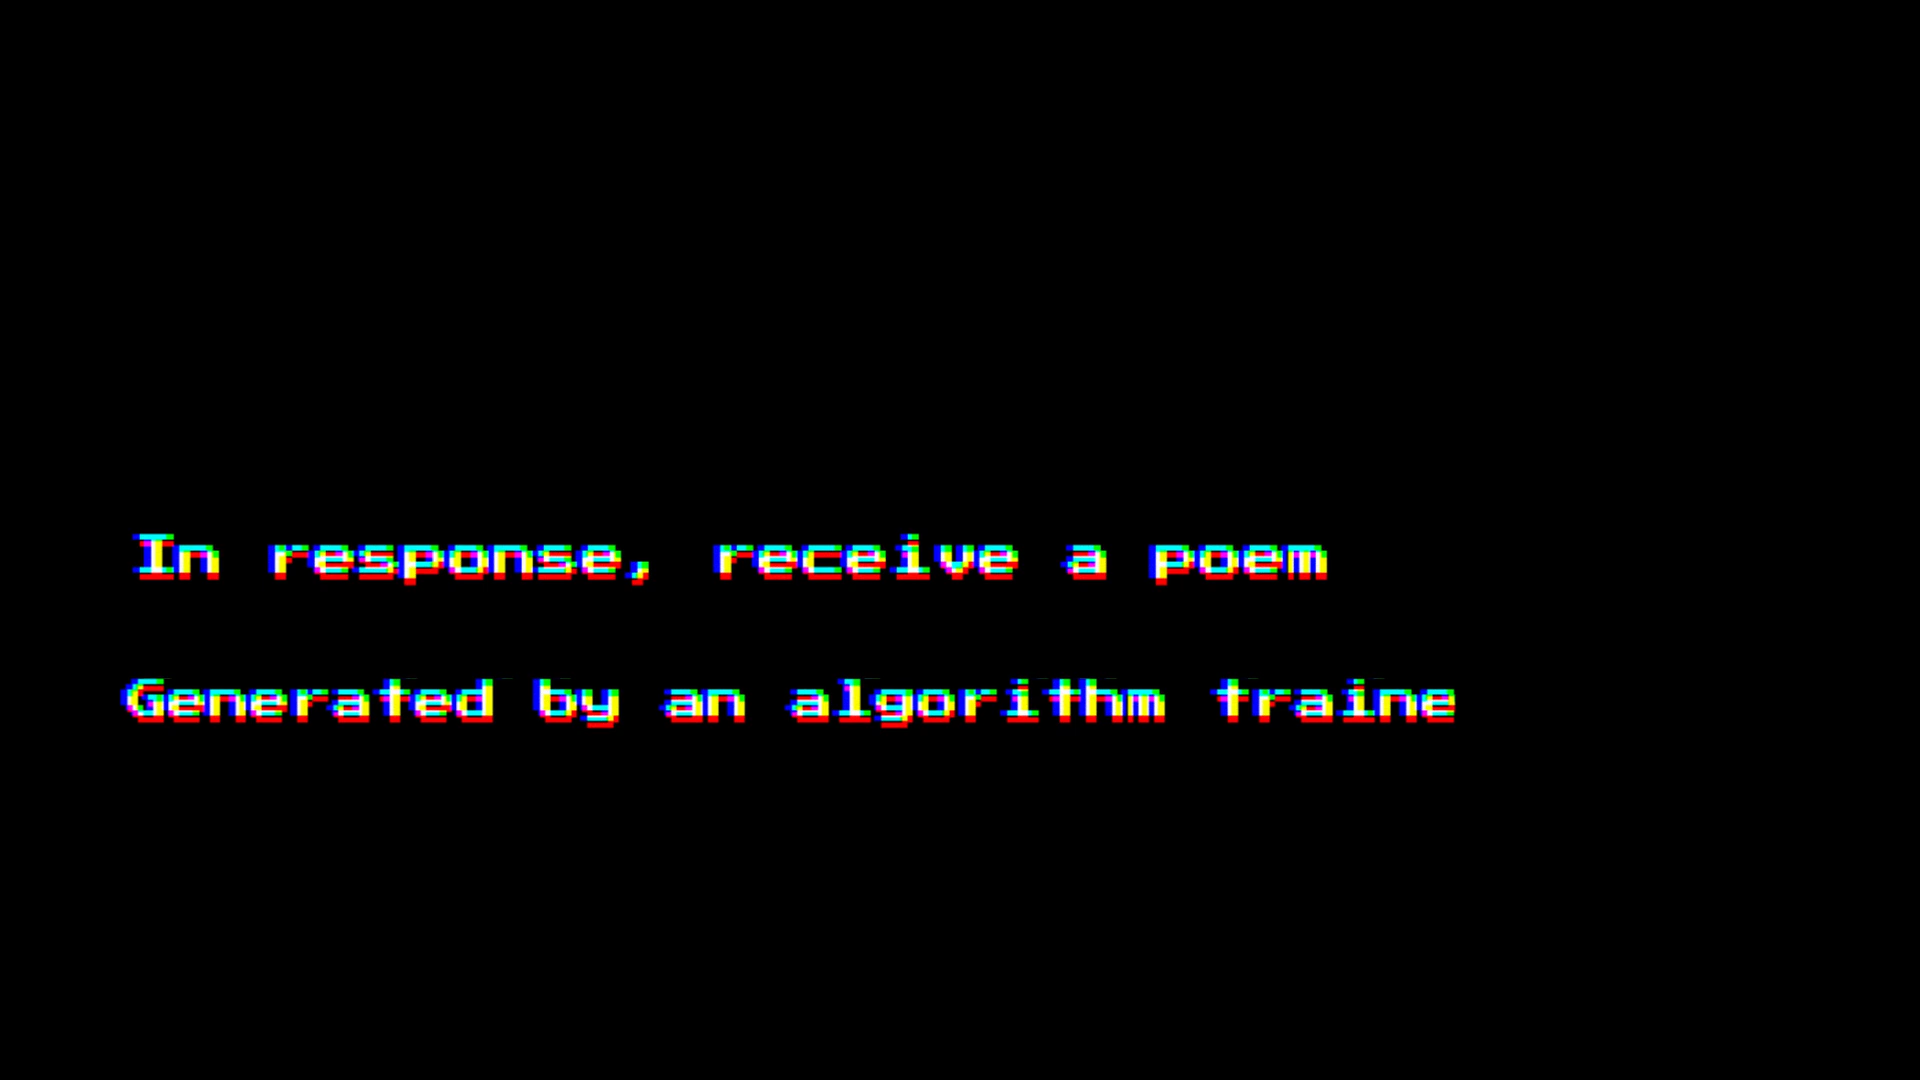 In response, receive a poem
Generated by an algorithm traine